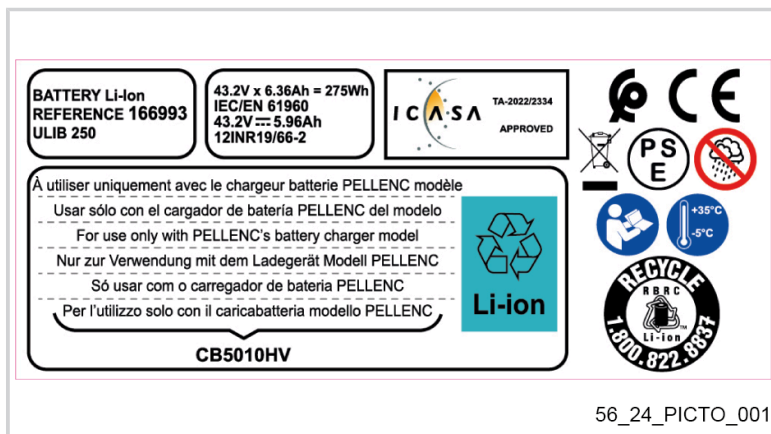 BATTERY Li-Ion
REFERENCE 166993
ULIB 250
43.2V x 6.36Ah = 275Wh
IEC/EN 61960
43.2V ⎓ 5.96Ah
12INR19/66-2
ICASA
TA-2022/2334
APPROVED
CE
PS
E
À utiliser uniquement avec le chargeur batterie PELLENC modèle
Usar sólo con el cargador de batería PELLENC del modelo
For use only with PELLENC's battery charger model
Nur zur Verwendung mit dem Ladegerät Modell PELLENC
Só usar com o carregador de bateria PELLENC
Per l'utilizzo solo con il caricabatteria modello PELLENC
CB5010HV
Li-ion
+35°C
-5°C
RECYCLE
RBRC
TM
Li-ion
1.800.822.8837
56_24_PICTO_001